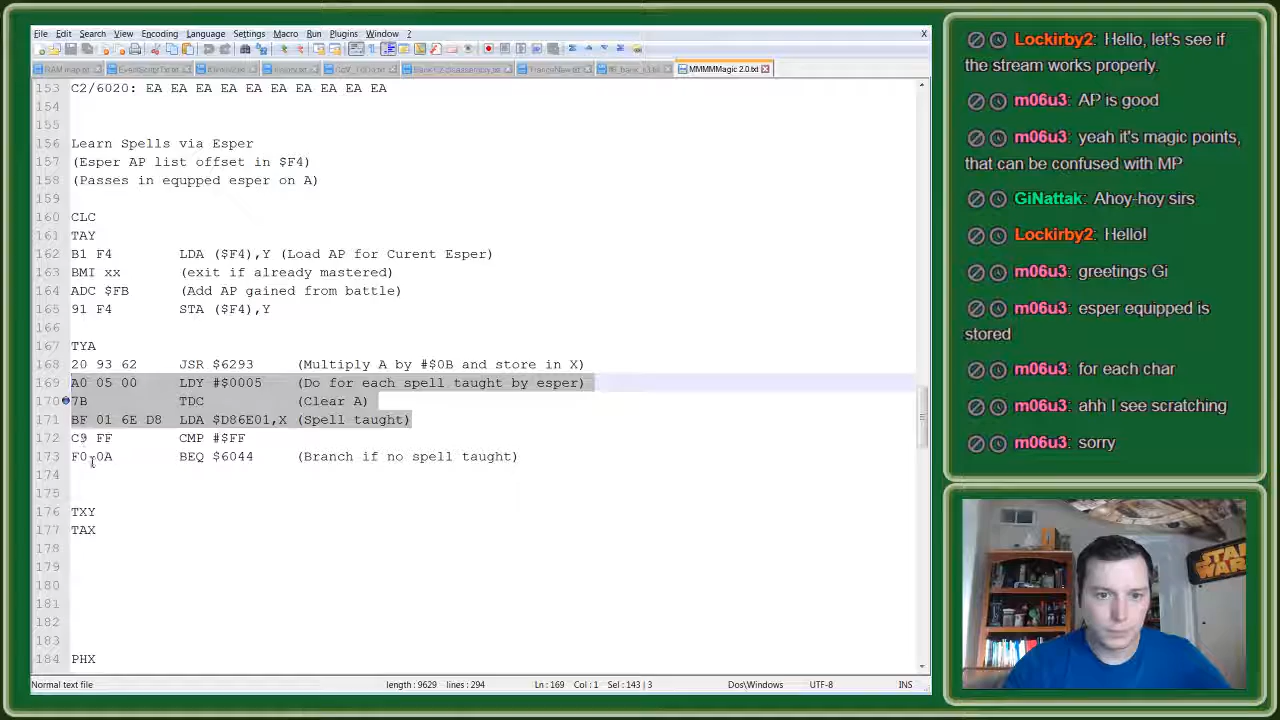 File Edit Search View Encoding Language Settings Macro Run Plugins Window ? X
RAM map.txt
MMMMMagic 2.0.txt
153 C2/6020: EA EA EA EA EA EA EA EA EA EA
154
155
156 Learn Spells via Esper
157 (Esper AP list offset in $F4)
158 (Passes in equpped esper on A)
159
160 CLC
161 TAY
162 B1 F4 LDA ($F4),Y (Load AP for Curent Esper)
163 BMI xx (exit if already mastered)
164 ADC $FB (Add AP gained from battle)
165 91 F4 STA ($F4),Y
166
167 TYA
168 20 93 62 JSR $6293 (Multiply A by #$0B and store in X)
169 A0 05 00 LDY #$0005 (Do for each spell taught by esper)
170 7B TDC (Clear A)
171 BF 01 6E D8 LDA $D86E01,X (Spell taught)
172 C9 FF CMP #$FF
173 F0 0A BEQ $6044 (Branch if no spell taught)
174
175
176 TXY
177 TAX
178
179
180
181
182
183
184 PHX
Normal text file length : 9629 lines : 294 Ln : 169 Col : 1 Sel : 143 | 3 Dos\Windows UTF-8 INS
Lockirby2: Hello, let's see if
the stream works properly.
m06u3: AP is good
m06u3: yeah it's magic points,
that can be confused with MP
GiNattak: Ahoy-hoy sirs
Lockirby2: Hello!
m06u3: greetings Gi
m06u3: esper equipped is
stored
m06u3: for each char
m06u3: ahh I see scratching
m06u3: sorry
STAR
WARS